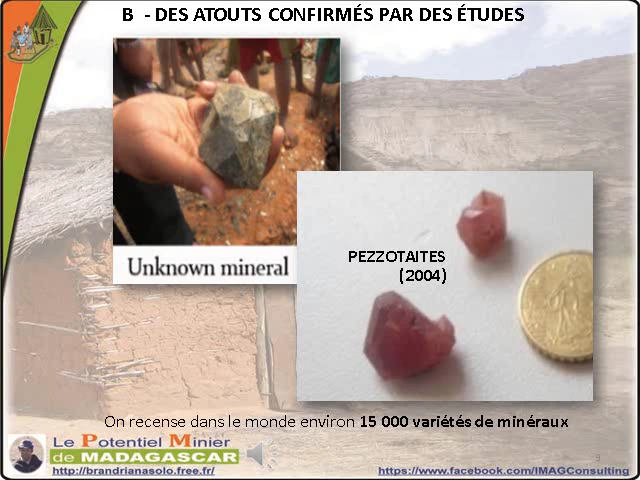 B - DES ATOUTS CONFIRMÉS PAR DES ÉTUDES
Unknown mineral
PEZZOTAITES
(2004)
On recense dans le monde environ 15 000 variétés de minéraux
Le Potentiel Minier
de MADAGASCAR
http://brandrianasolo.free.fr/
https://www.facebook.com/IMAGConsulting
9